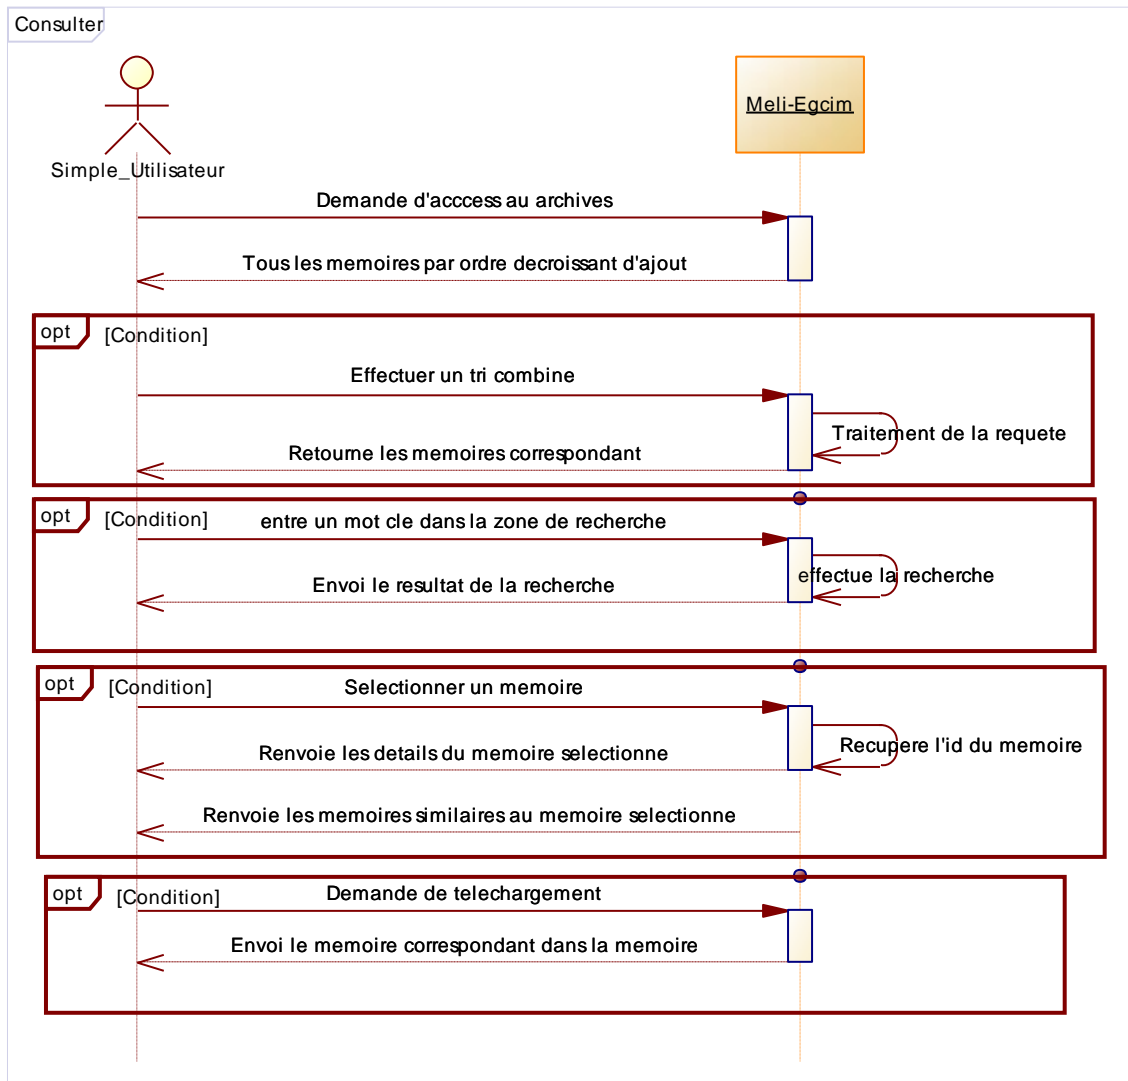 Consulter
Meli-Egcim
Simple_Utilisateur
Demande d'acccess au archives
Tous les memoires par ordre decroissant d'ajout
opt
[Condition]
Effectuer un tri combine
Traitement de la requete
Retourne les memoires correspondant
opt
[Condition]
entre un mot cle dans la zone de recherche
effectue la recherche
Envoi le resultat de la recherche
opt
[Condition]
Selectionner un memoire
Recupere l'id du memoire
Renvoie les details du memoire selectionne
Renvoie les memoires similaires au memoire selectionne
opt
[Condition]
Demande de telechargement
Envoi le memoire correspondant dans la memoire